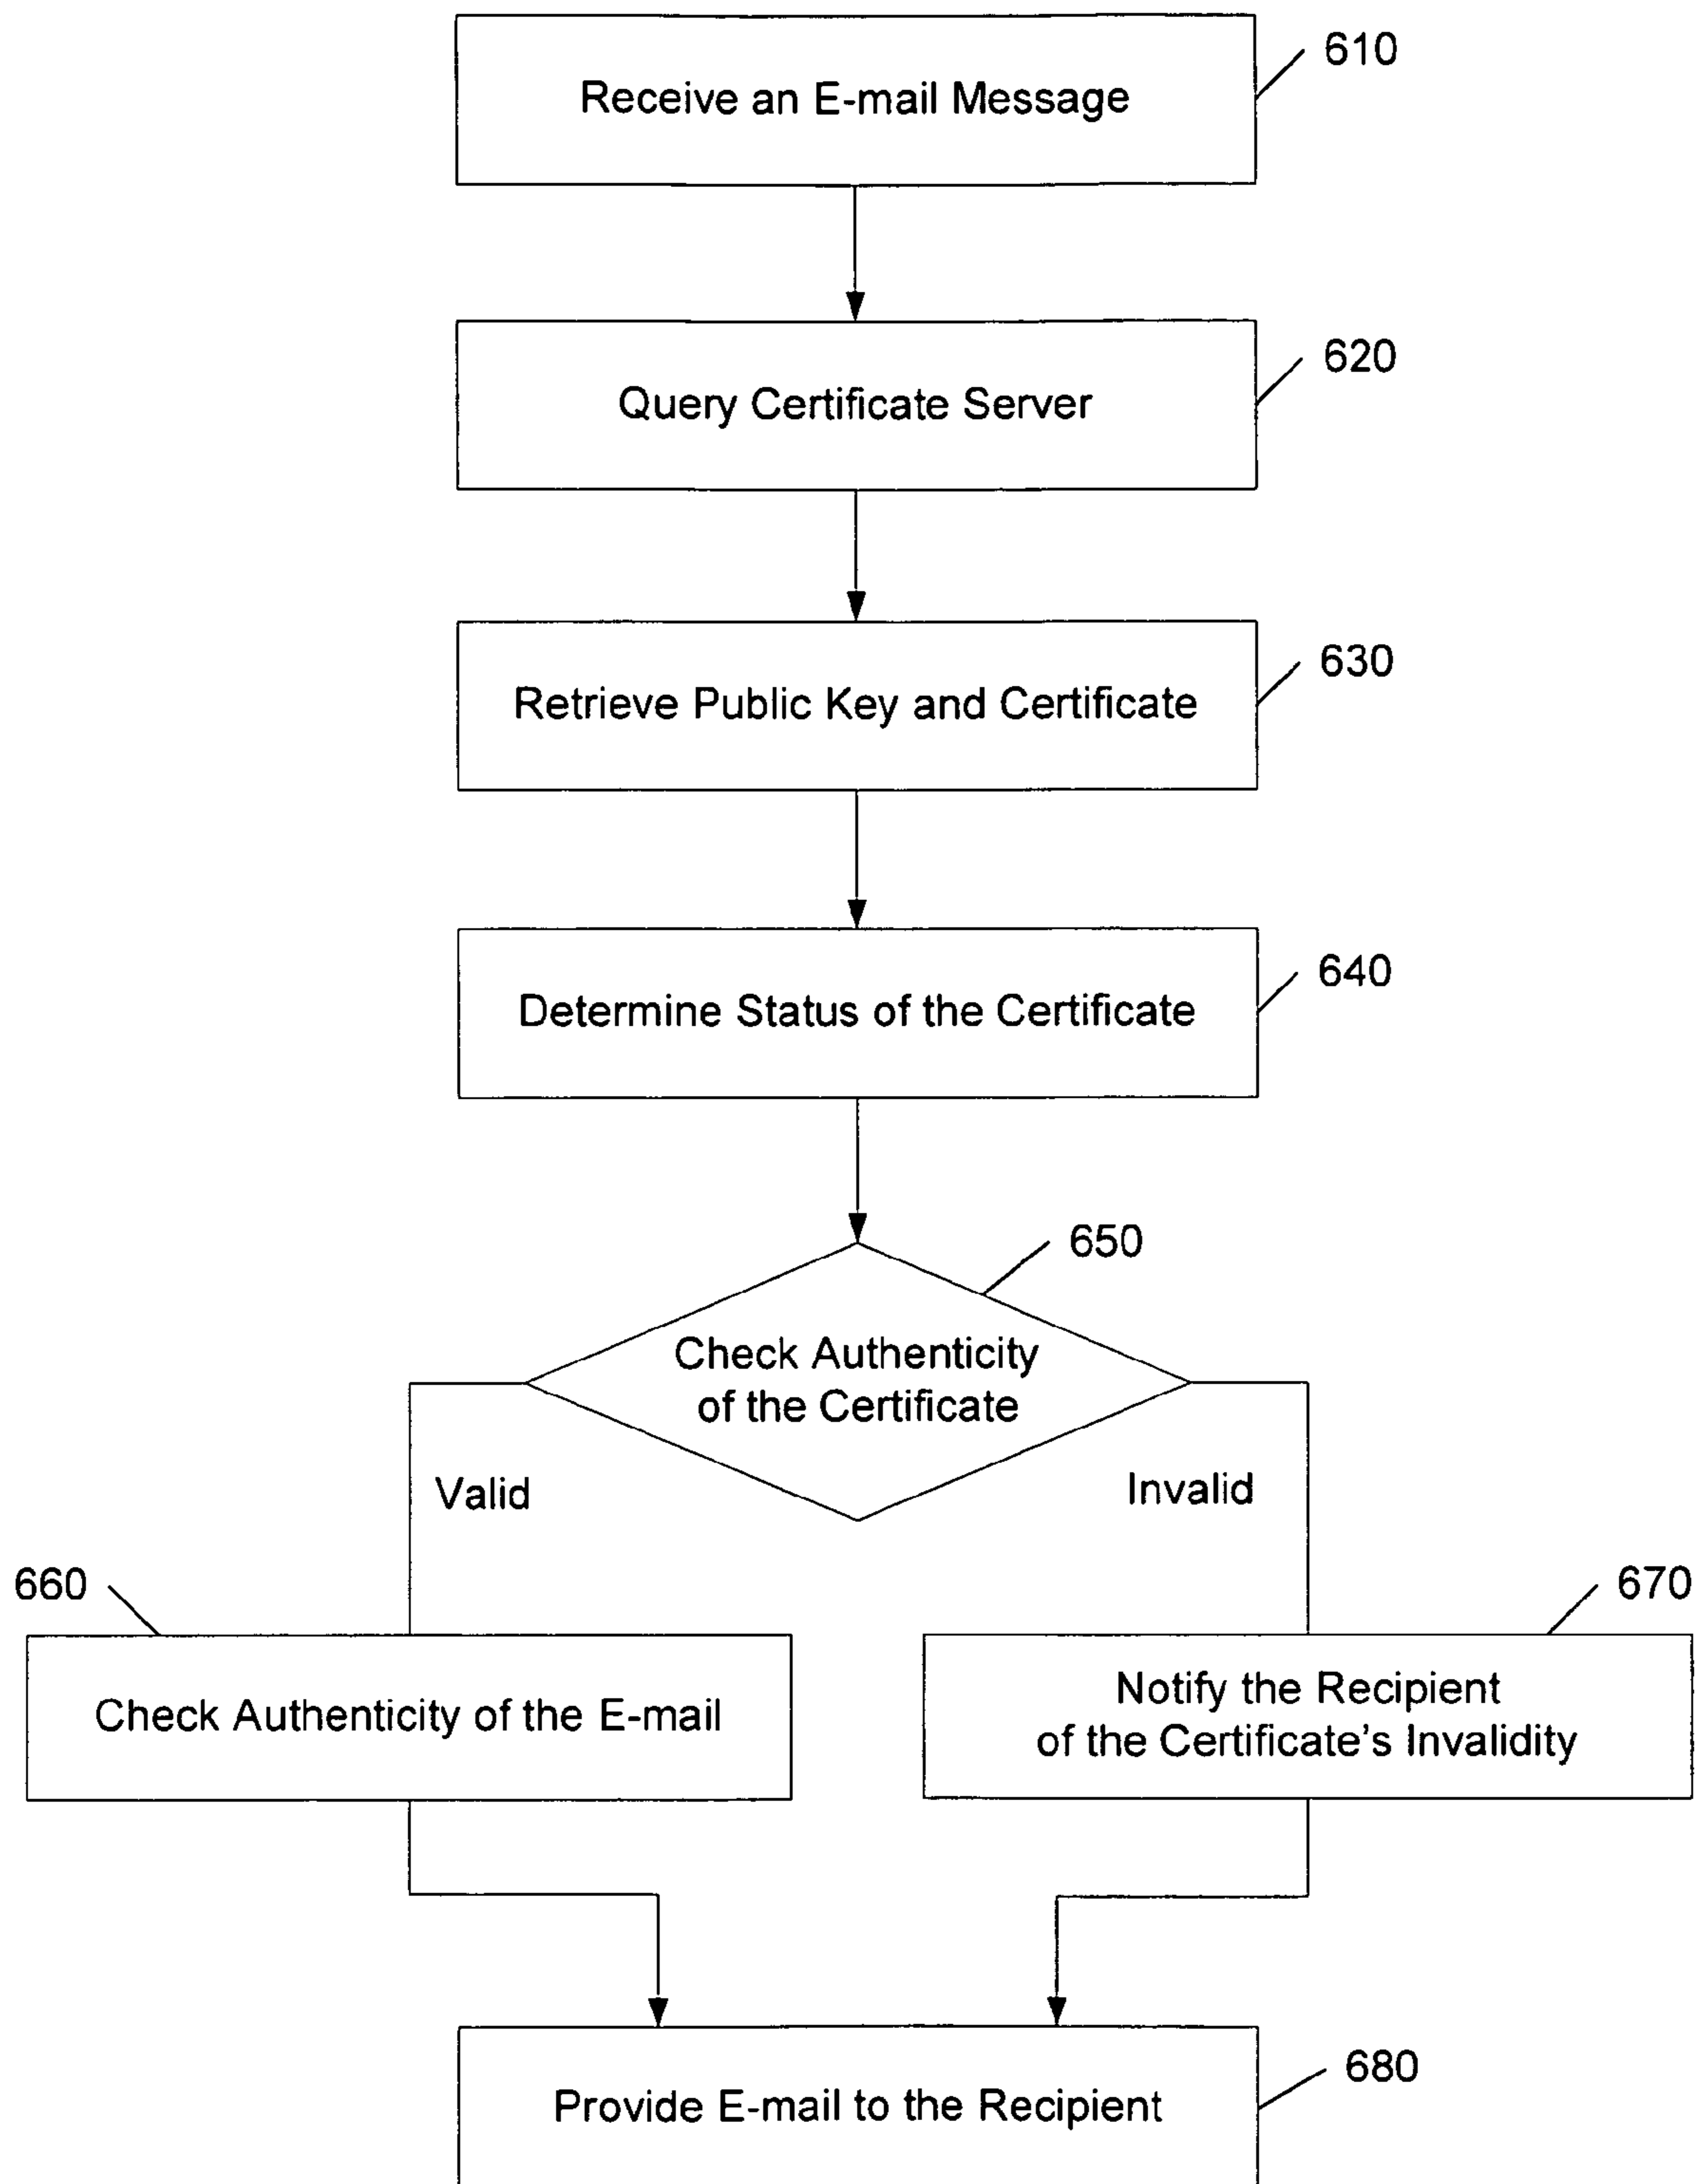 Receive an E-mail Message
610
Query Certificate Server
620
Retrieve Public Key and Certificate
630
Determine Status of the Certificate
640
650
Check Authenticity
of the Certificate
Valid
Invalid
660
670
Check Authenticity of the E-mail
Notify the Recipient
of the Certificate's Invalidity
680
Provide E-mail to the Recipient